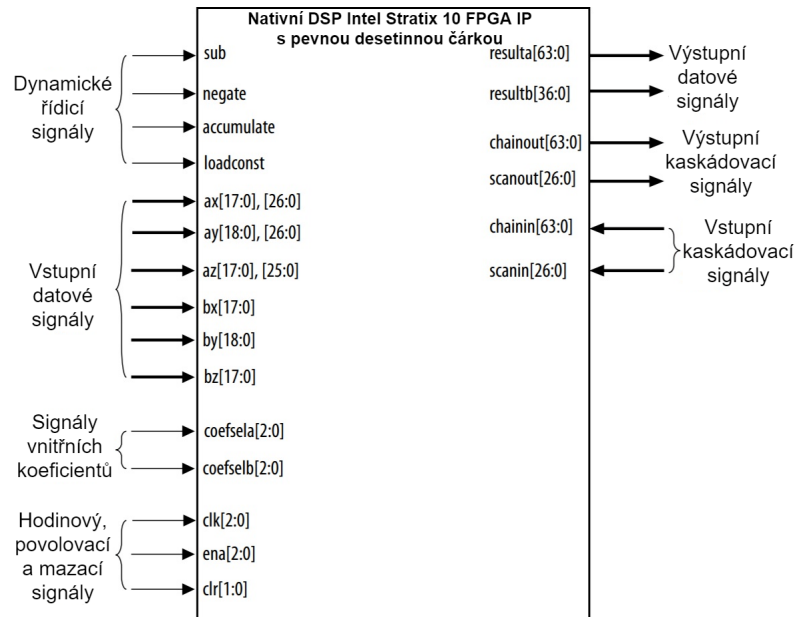 Nativní DSP Intel Stratix 10 FPGA IP
s pevnou desetinnou čárkou
Dynamické
řídicí
signály
sub
negate
accumulate
loadconst
Vstupní
datové
signály
ax[17:0], [26:0]
ay[18:0], [26:0]
az[17:0], [25:0]
bx[17:0]
by[18:0]
bz[17:0]
Signály
vnitřních
koeficientů
coefsela[2:0]
coefselb[2:0]
Hodinový,
povolovací
a mazací
signály
clk[2:0]
ena[2:0]
clr[1:0]
resulta[63:0]
resultb[36:0]
Výstupní
datové
signály
chainout[63:0]
scanout[26:0]
Výstupní
kaskádovací
signály
chainin[63:0]
scanin[26:0]
Vstupní
kaskádovací
signály